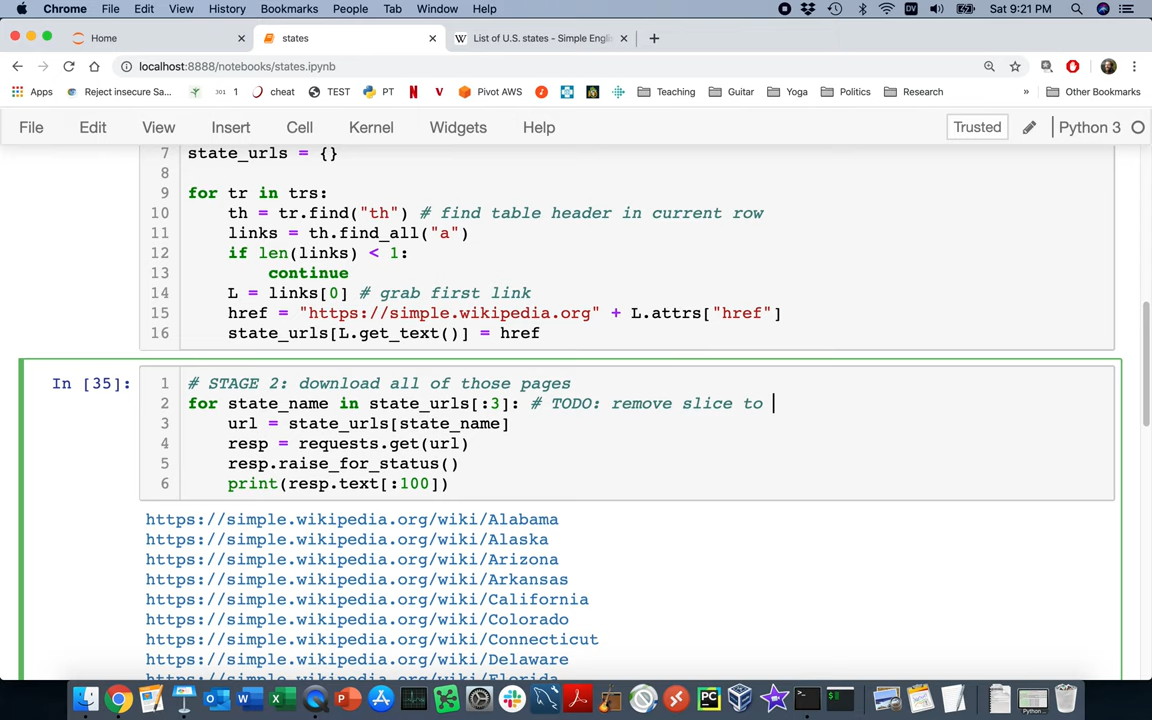 Chrome File Edit View History Bookmarks People Tab Window Help DV Sat 9:21 PM
Home states List of U.S. states - Simple Engli
localhost:8888/notebooks/states.ipynb
Apps Reject insecure Sa... 301 1 cheat TEST PT N V Pivot AWS Teaching Guitar Yoga Politics Research » Other Bookmarks
File Edit View Insert Cell Kernel Widgets Help Trusted Python 3
7 state_urls = {}
8
9 for tr in trs:
10 th = tr.find("th") # find table header in current row
11 links = th.find_all("a")
12 if len(links) < 1:
13 continue
14 L = links[0] # grab first link
15 href = "https://simple.wikipedia.org" + L.attrs["href"]
16 state_urls[L.get_text()] = href
In [35]: 1 # STAGE 2: download all of those pages
2 for state_name in state_urls[:3]: # TODO: remove slice to
3 url = state_urls[state_name]
4 resp = requests.get(url)
5 resp.raise_for_status()
6 print(resp.text[:100])
https://simple.wikipedia.org/wiki/Alabama
https://simple.wikipedia.org/wiki/Alaska
https://simple.wikipedia.org/wiki/Arizona
https://simple.wikipedia.org/wiki/Arkansas
https://simple.wikipedia.org/wiki/California
https://simple.wikipedia.org/wiki/Colorado
https://simple.wikipedia.org/wiki/Connecticut
https://simple.wikipedia.org/wiki/Delaware
https://simple.wikipedia.org/wiki/Florida